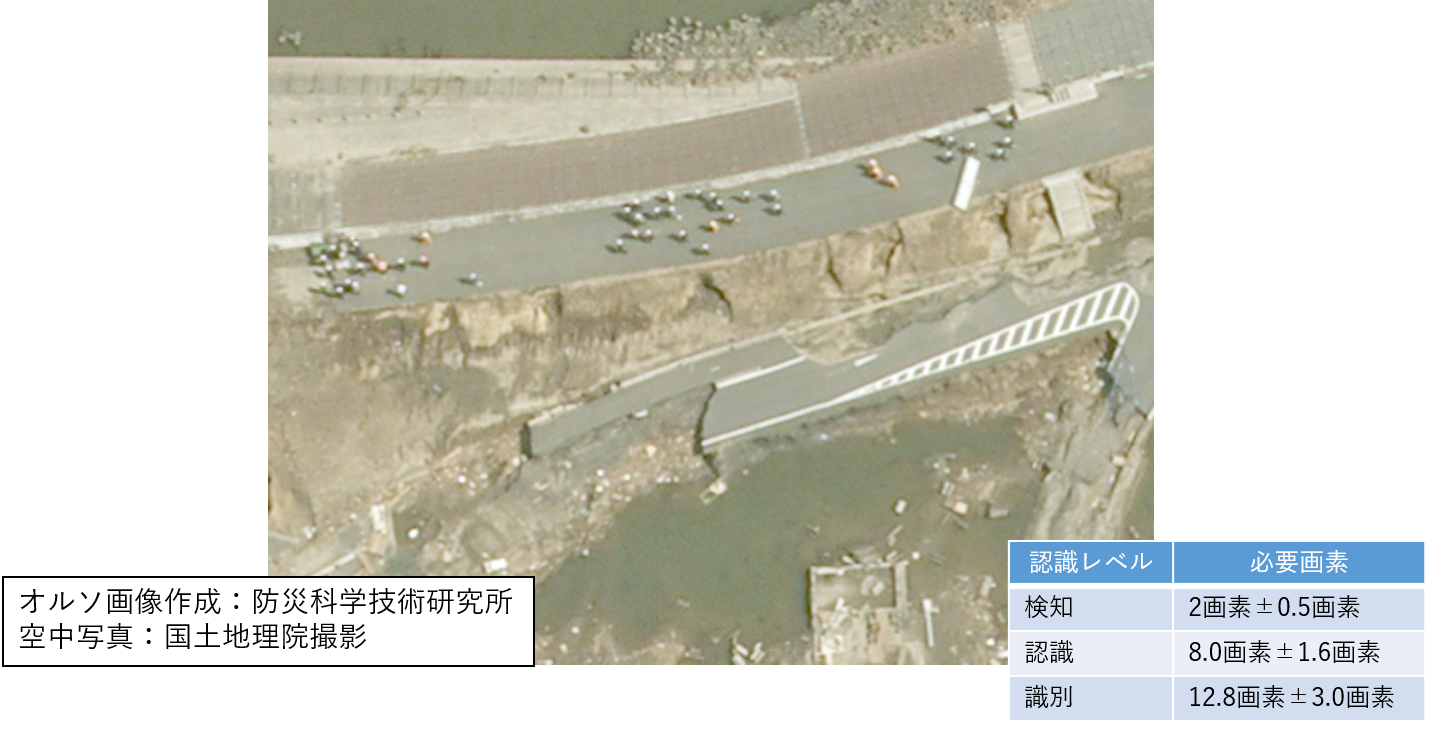 オルソ画像作成：防災科学技術研究所
空中写真：国土地理院撮影
認識レベル 必要画素
検知 2画素±0.5画素
認識 8.0画素±1.6画素
識別 12.8画素±3.0画素